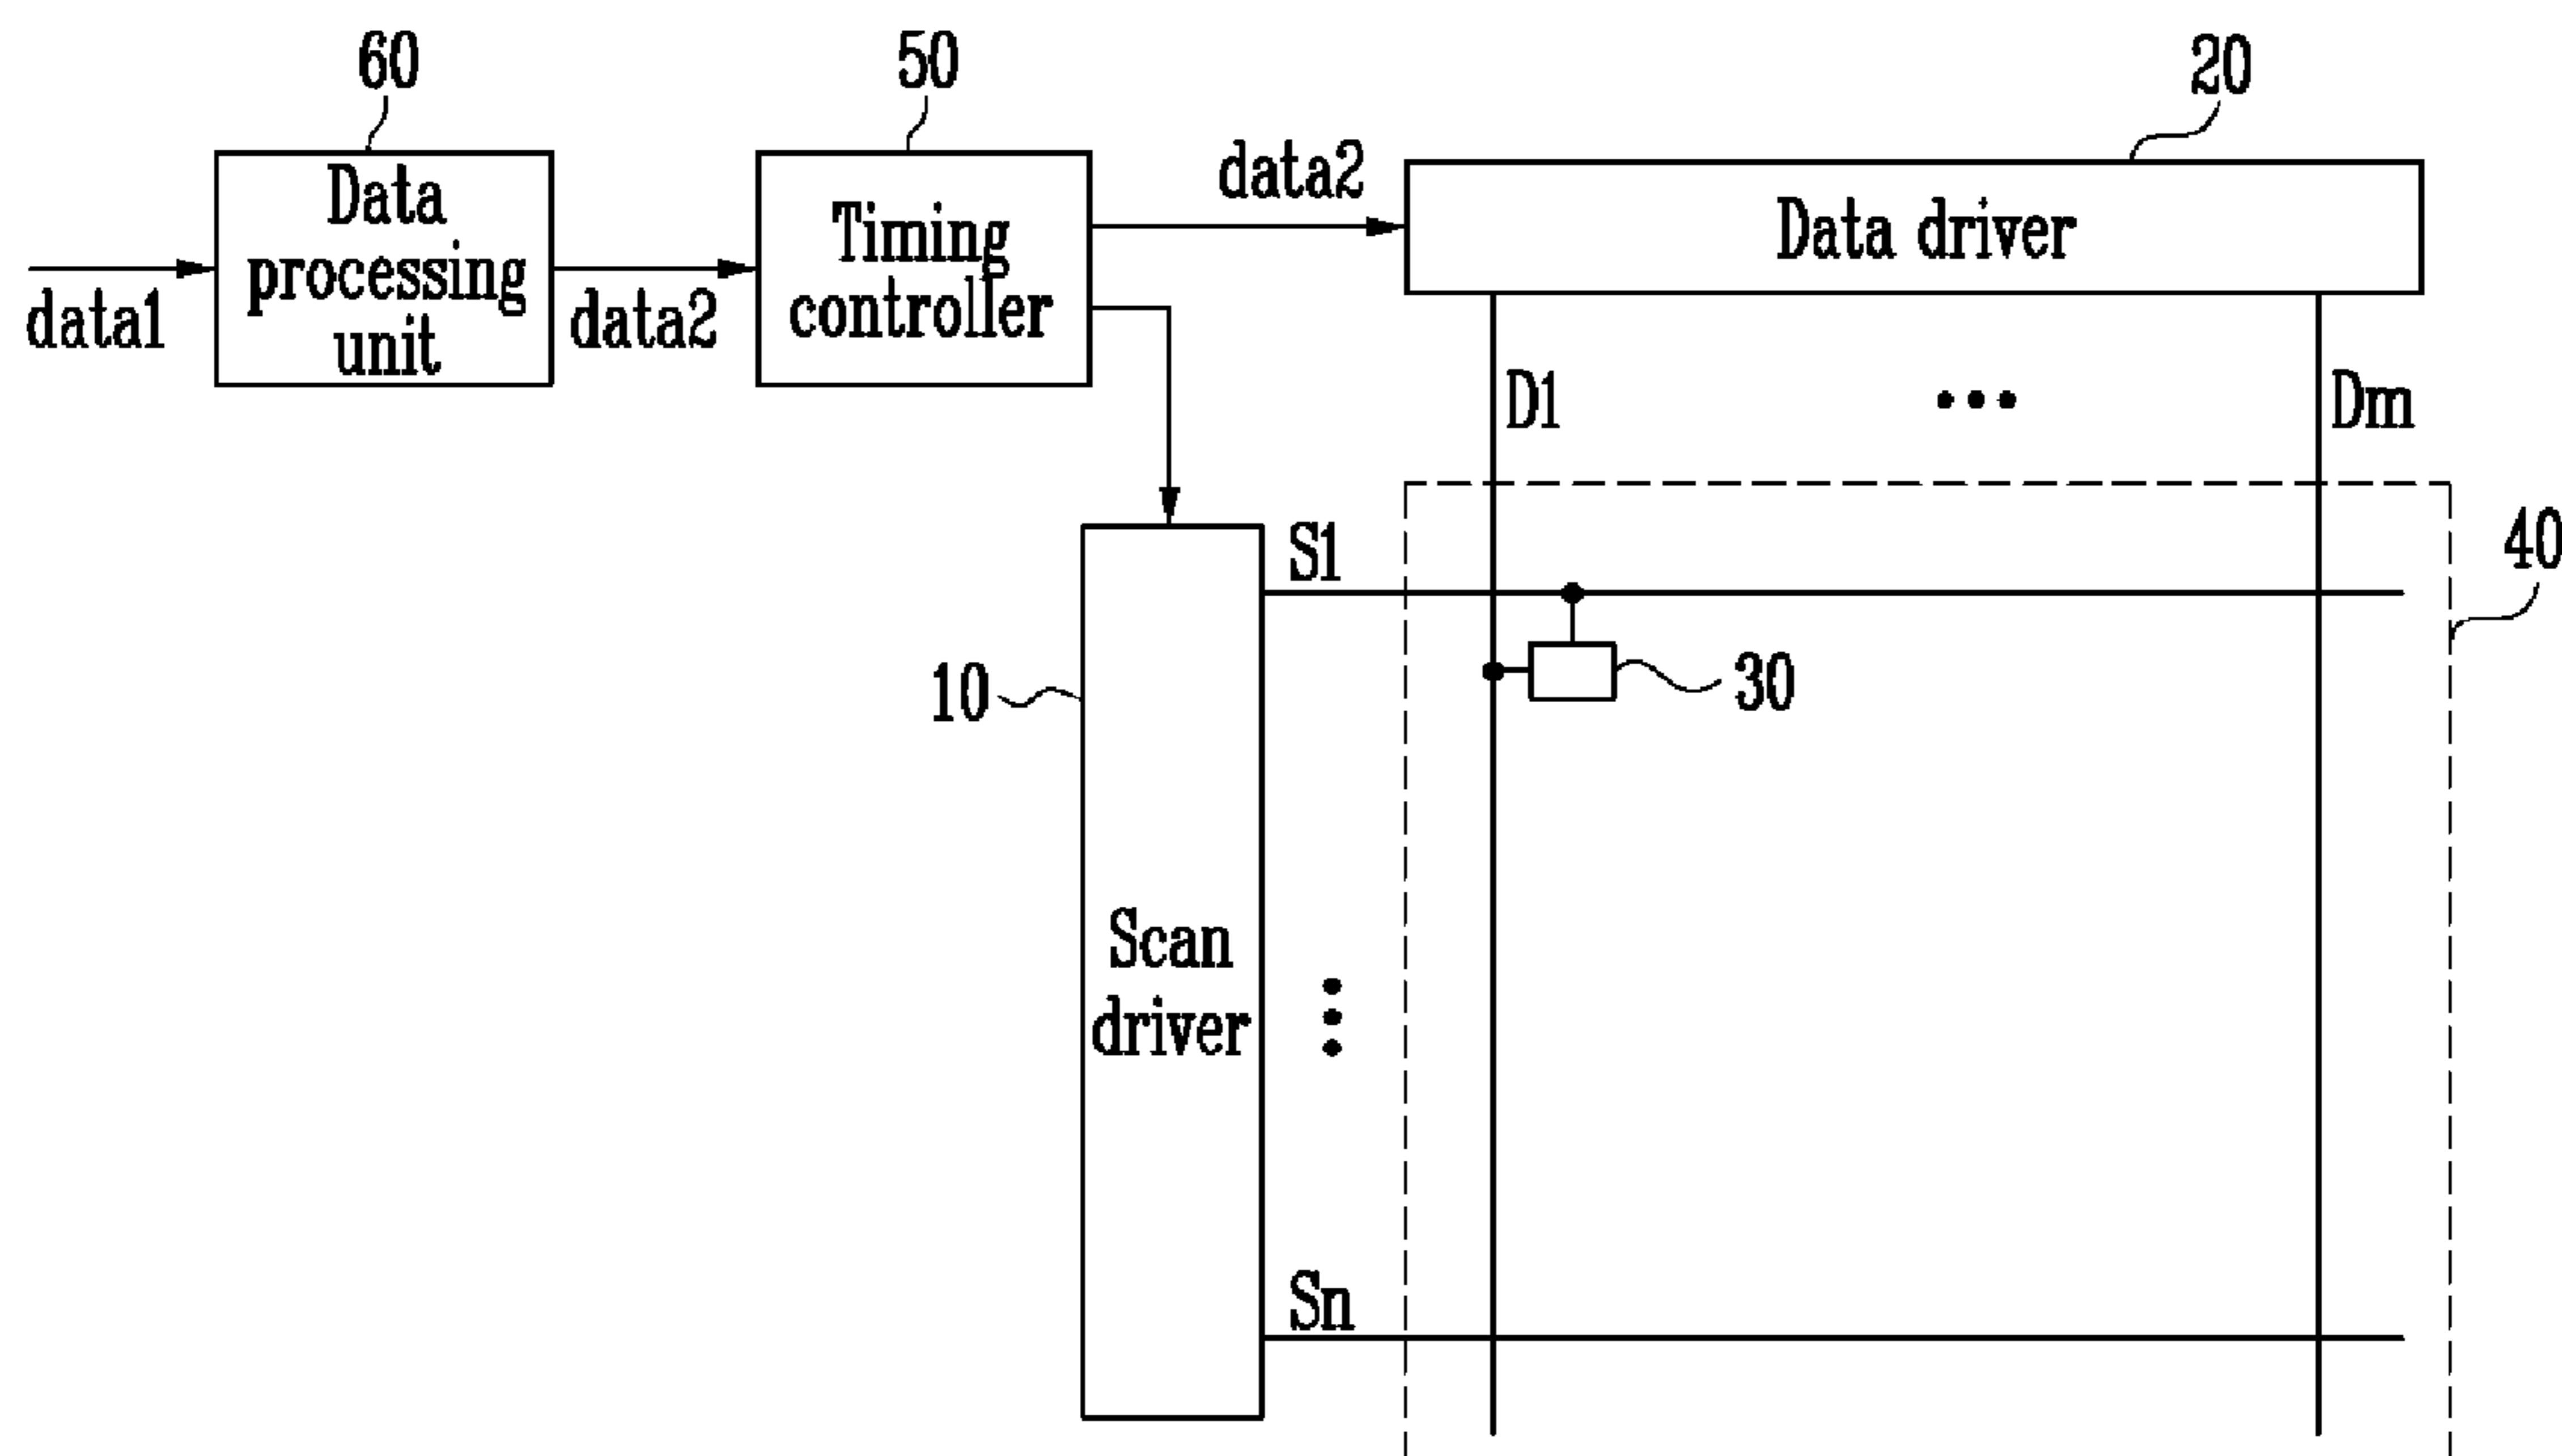 60
50
20
Data
processing
unit
Timing
controller
data2
Data driver
data1
data2
D1
Dm
40
S1
10
30
Scan
driver
Sn